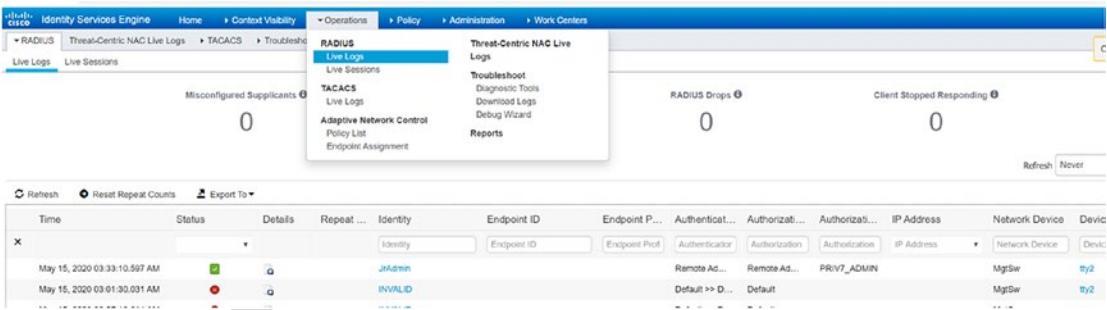 cisco Identity Services Engine Home Context Visibility Operations Policy Administration Work Centers
RADIUS Threat-Centric NAC Live Logs TACACS Troublesho
Live Logs Live Sessions
RADIUS
Live Logs
Live Sessions
TACACS
Live Logs
Adaptive Network Control
Policy List
Endpoint Assignment
Threat-Centric NAC Live
Logs
Troubleshoot
Diagnostic Tools
Download Logs
Debug Wizard
Reports
Misconfigured Supplicants RADIUS Drops Client Stopped Responding
0 0 0
Refresh Never
Refresh Reset Repeat Counts Export To
Time Status Details Repeat ... Identity Endpoint ID Endpoint P... Authenticat... Authorizati... Authorizati... IP Address Network Device Devic
Identity Endpoint ID Endpoint Prof Authenticator Authorization Authorization IP Address Network Device Devic
May 15, 2020 03:33:10.597 AM JrAdmin Remote Ad... Remote Ad... PRIV7_ADMIN MgtSw tty2
May 15, 2020 03:01:30.031 AM INVALID Default >> D... Default MgtSw tty2